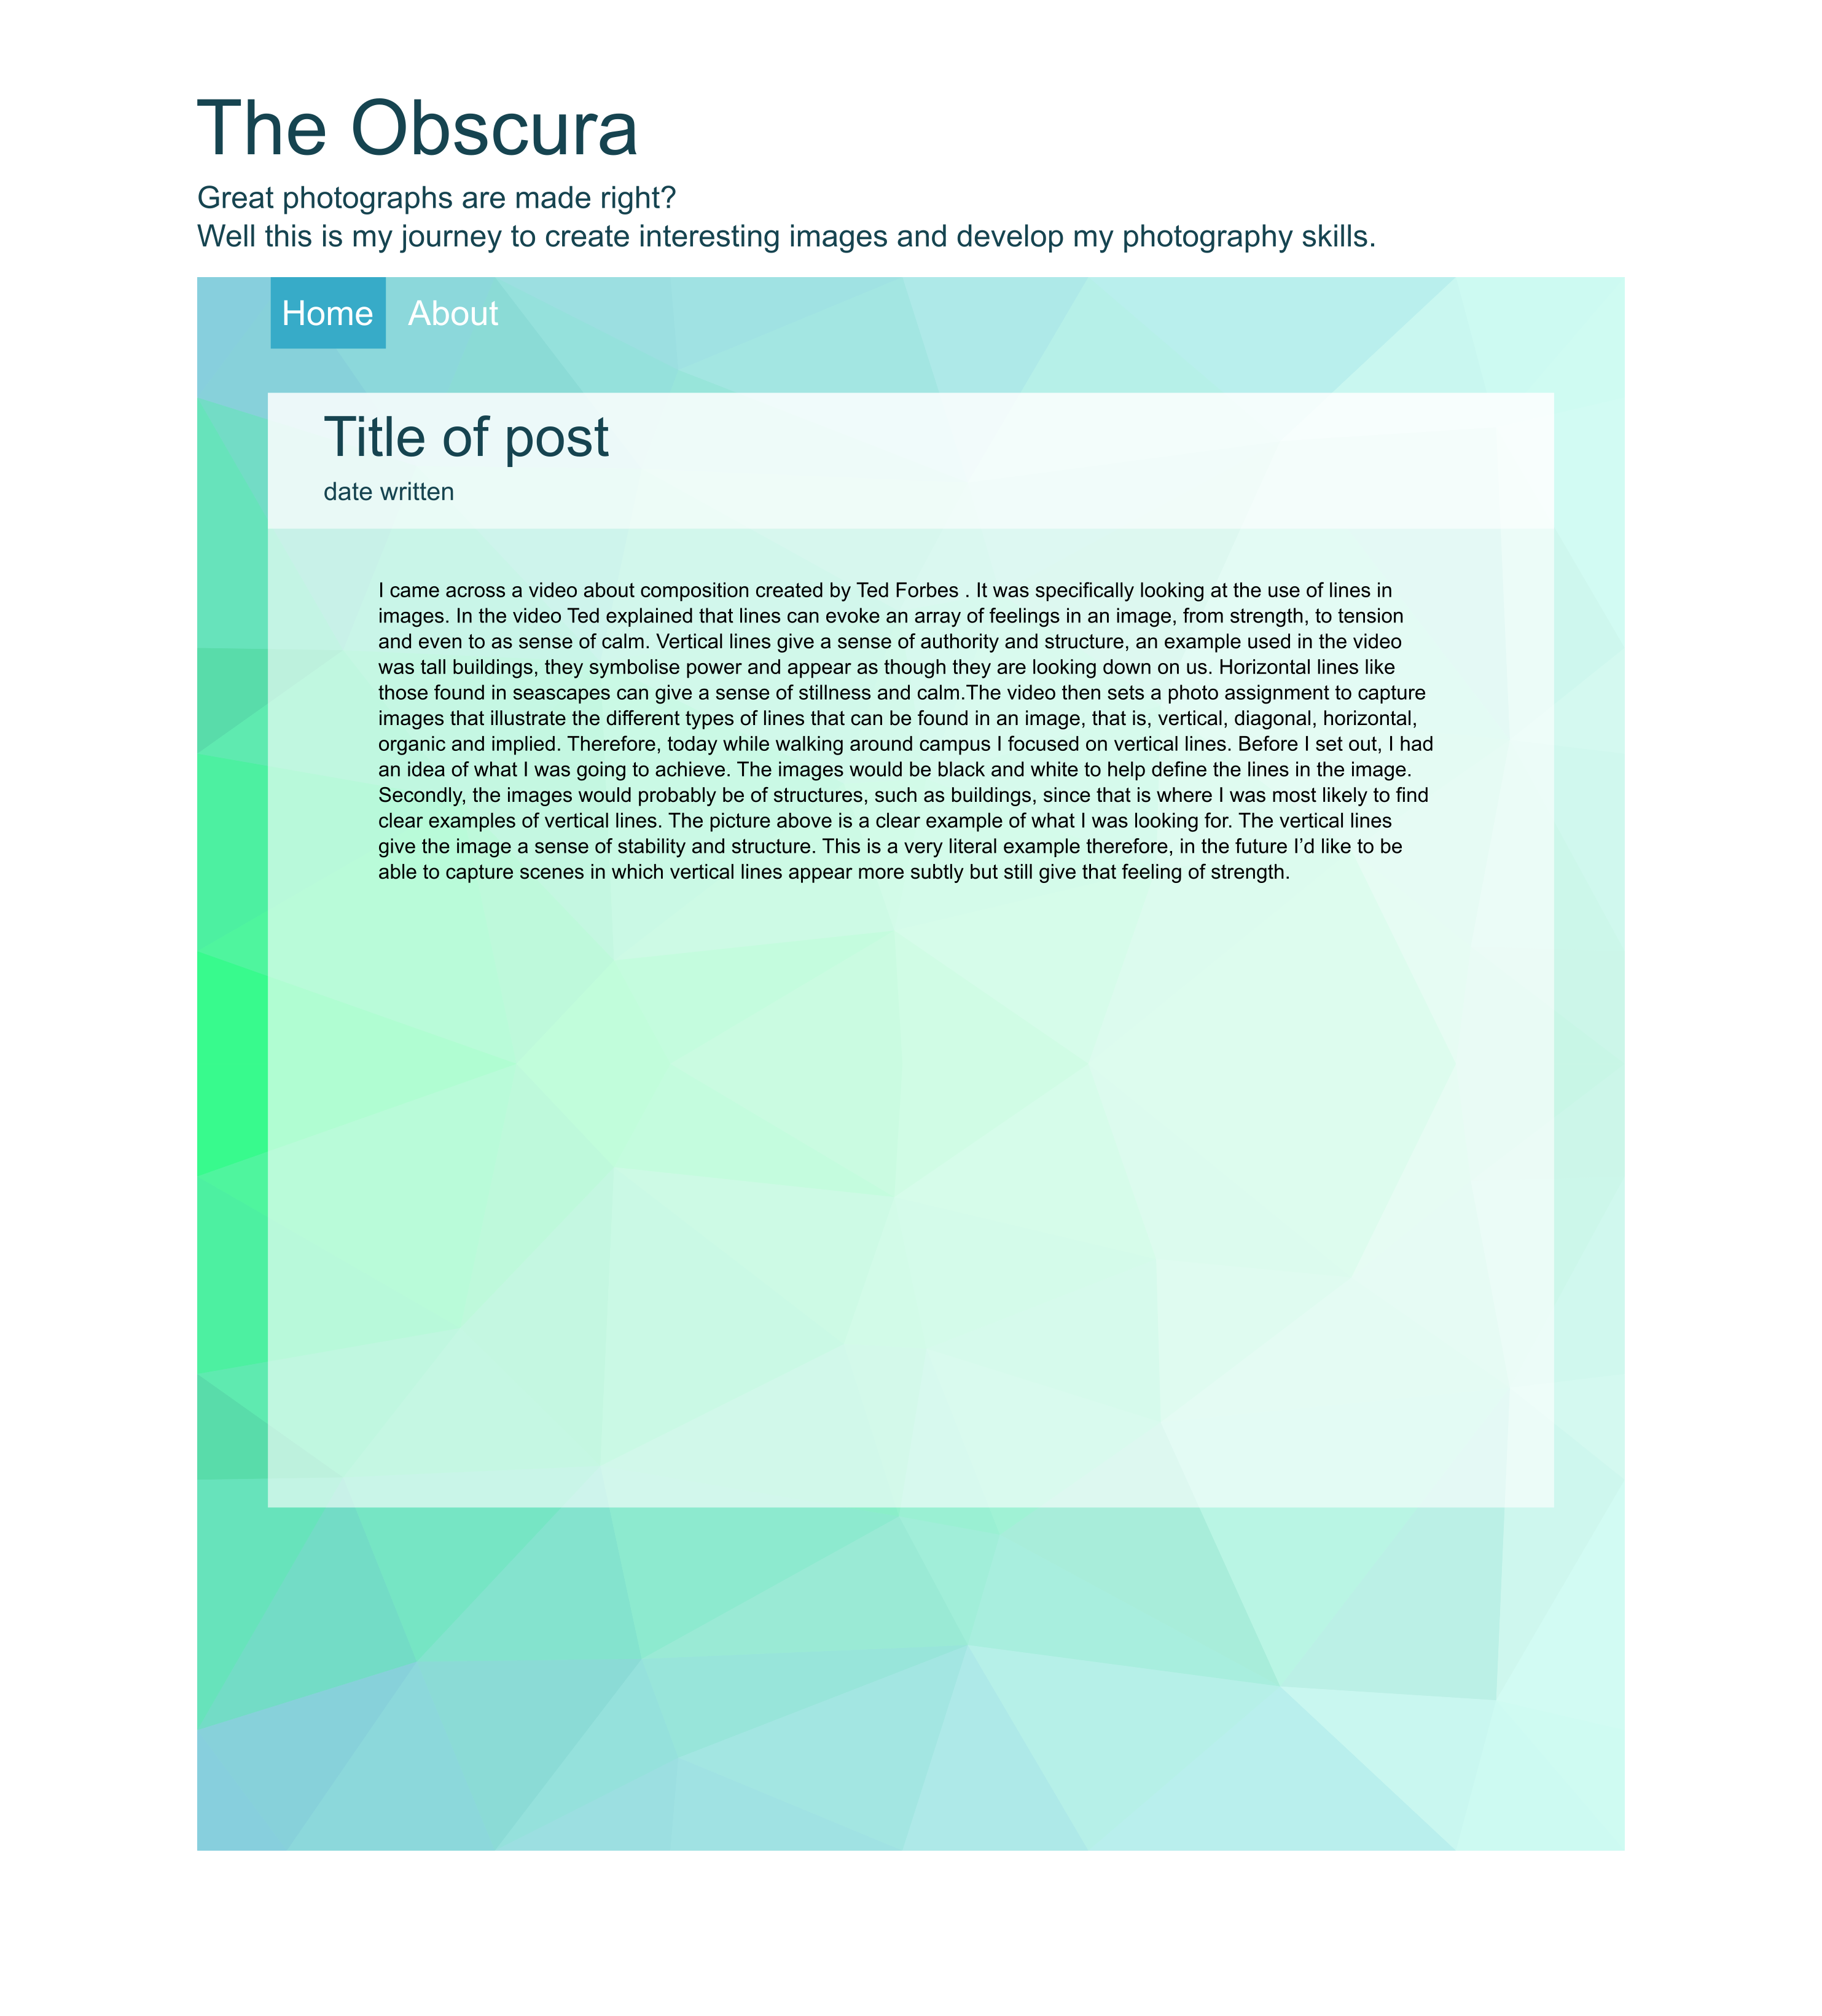 The Obscura
Great photographs are made right?
Well this is my journey to create interesting images and develop my photography skills.
Home About
Title of post
date written
I came across a video about composition created by Ted Forbes . It was specifically looking at the use of lines in
images. In the video Ted explained that lines can evoke an array of feelings in an image, from strength, to tension
and even to as sense of calm. Vertical lines give a sense of authority and structure, an example used in the video
was tall buildings, they symbolise power and appear as though they are looking down on us. Horizontal lines like
those found in seascapes can give a sense of stillness and calm.The video then sets a photo assignment to capture
images that illustrate the different types of lines that can be found in an image, that is, vertical, diagonal, horizontal,
organic and implied. Therefore, today while walking around campus I focused on vertical lines. Before I set out, I had
an idea of what I was going to achieve. The images would be black and white to help define the lines in the image.
Secondly, the images would probably be of structures, such as buildings, since that is where I was most likely to find
clear examples of vertical lines. The picture above is a clear example of what I was looking for. The vertical lines
give the image a sense of stability and structure. This is a very literal example therefore, in the future I’d like to be
able to capture scenes in which vertical lines appear more subtly but still give that feeling of strength.